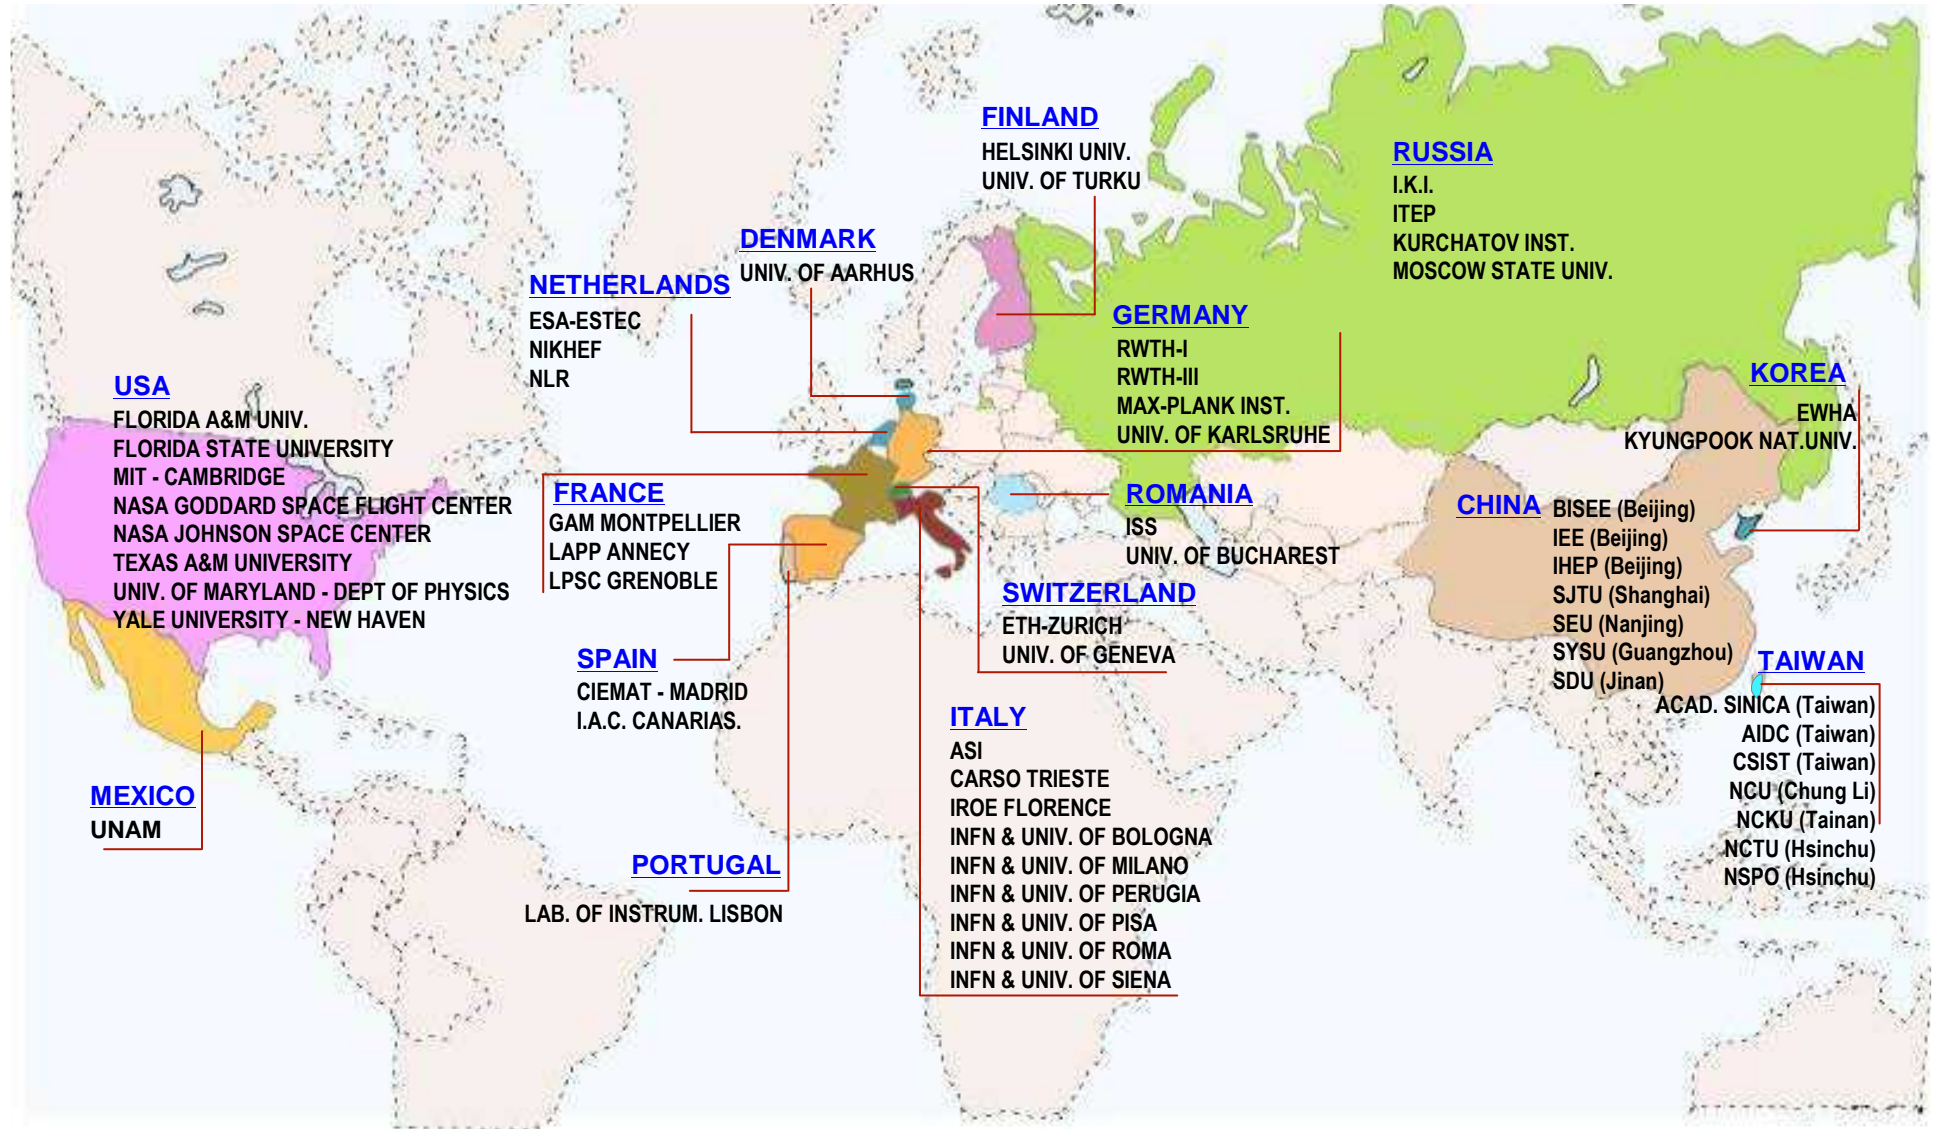 FINLAND
HELSINKI UNIV.
UNIV. OF TURKU
RUSSIA
I.K.I.
ITEP
KURCHATOV INST.
MOSCOW STATE UNIV.
DENMARK
UNIV. OF AARHUS
NETHERLANDS
ESA-ESTEC
NIKHEF
NLR
GERMANY
RWTH-I
RWTH-III
MAX-PLANK INST.
UNIV. OF KARLSRUHE
USA
FLORIDA A&M UNIV.
FLORIDA STATE UNIVERSITY
MIT - CAMBRIDGE
NASA GODDARD SPACE FLIGHT CENTER
NASA JOHNSON SPACE CENTER
TEXAS A&M UNIVERSITY
UNIV. OF MARYLAND - DEPT OF PHYSICS
YALE UNIVERSITY - NEW HAVEN
KOREA
EWHA
KYUNGPOOK NAT.UNIV.
FRANCE
GAM MONTPELLIER
LAPP ANNECY
LPSC GRENOBLE
ROMANIA
ISS
UNIV. OF BUCHAREST
CHINA
BISEE (Beijing)
IEE (Beijing)
IHEP (Beijing)
SJTU (Shanghai)
SEU (Nanjing)
SYSU (Guangzhou)
SDU (Jinan)
SWITZERLAND
ETH-ZURICH
UNIV. OF GENEVA
SPAIN
CIEMAT - MADRID
I.A.C. CANARIAS.
TAIWAN
ACAD. SINICA (Taiwan)
AIDC (Taiwan)
CSIST (Taiwan)
NCU (Chung Li)
NCKU (Tainan)
NCTU (Hsinchu)
NSPO (Hsinchu)
ITALY
ASI
CARSO TRIESTE
IROE FLORENCE
INFN & UNIV. OF BOLOGNA
INFN & UNIV. OF MILANO
INFN & UNIV. OF PERUGIA
INFN & UNIV. OF PISA
INFN & UNIV. OF ROMA
INFN & UNIV. OF SIENA
MEXICO
UNAM
PORTUGAL
LAB. OF INSTRUM. LISBON